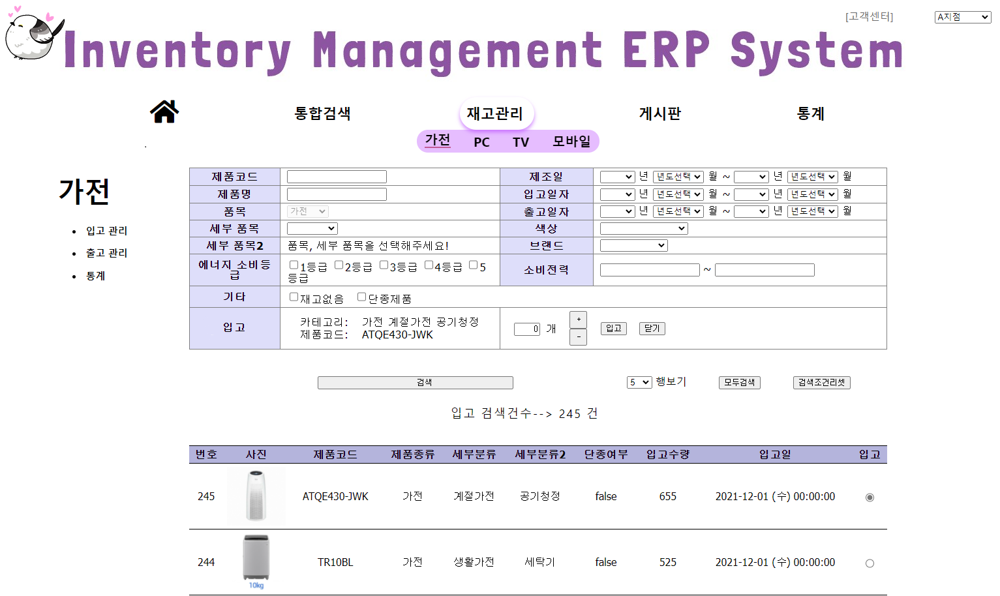 [고객센터] A지점
Inventory Management ERP System
통합검색 재고관리 게시판 통계
가전 PC TV 모바일
가전
입고 관리
출고 관리
통계
제품코드 제조일 년 년도선택 월 ~ 년 년도선택 월
제품명 입고일자 년 년도선택 월 ~ 년 년도선택 월
품목 가전 출고일자 년 년도선택 월 ~ 년 년도선택 월
세부 품목 색상
세부 품목2 품목, 세부 품목을 선택해주세요! 브랜드
에너지 소비등
급
1등급 2등급 3등급 4등급 5
등급
소비전력 ~
기타 재고없음 단종제품
입고
카테고리: 가전 계절가전 공기청정
제품코드: ATQE430-JWK
0 개 + - 입고 닫기
검색 5 행보기 모두검색 검색조건리셋
입고 검색건수--> 245 건
번호 사진 제품코드 제품종류 세부분류 세부분류2 단종여부 입고수량 입고일 입고
245 ATQE430-JWK 가전 계절가전 공기청정 false 655 2021-12-01 (수) 00:00:00
244 TR10BL 가전 생활가전 세탁기 false 525 2021-12-01 (수) 00:00:00
10kg